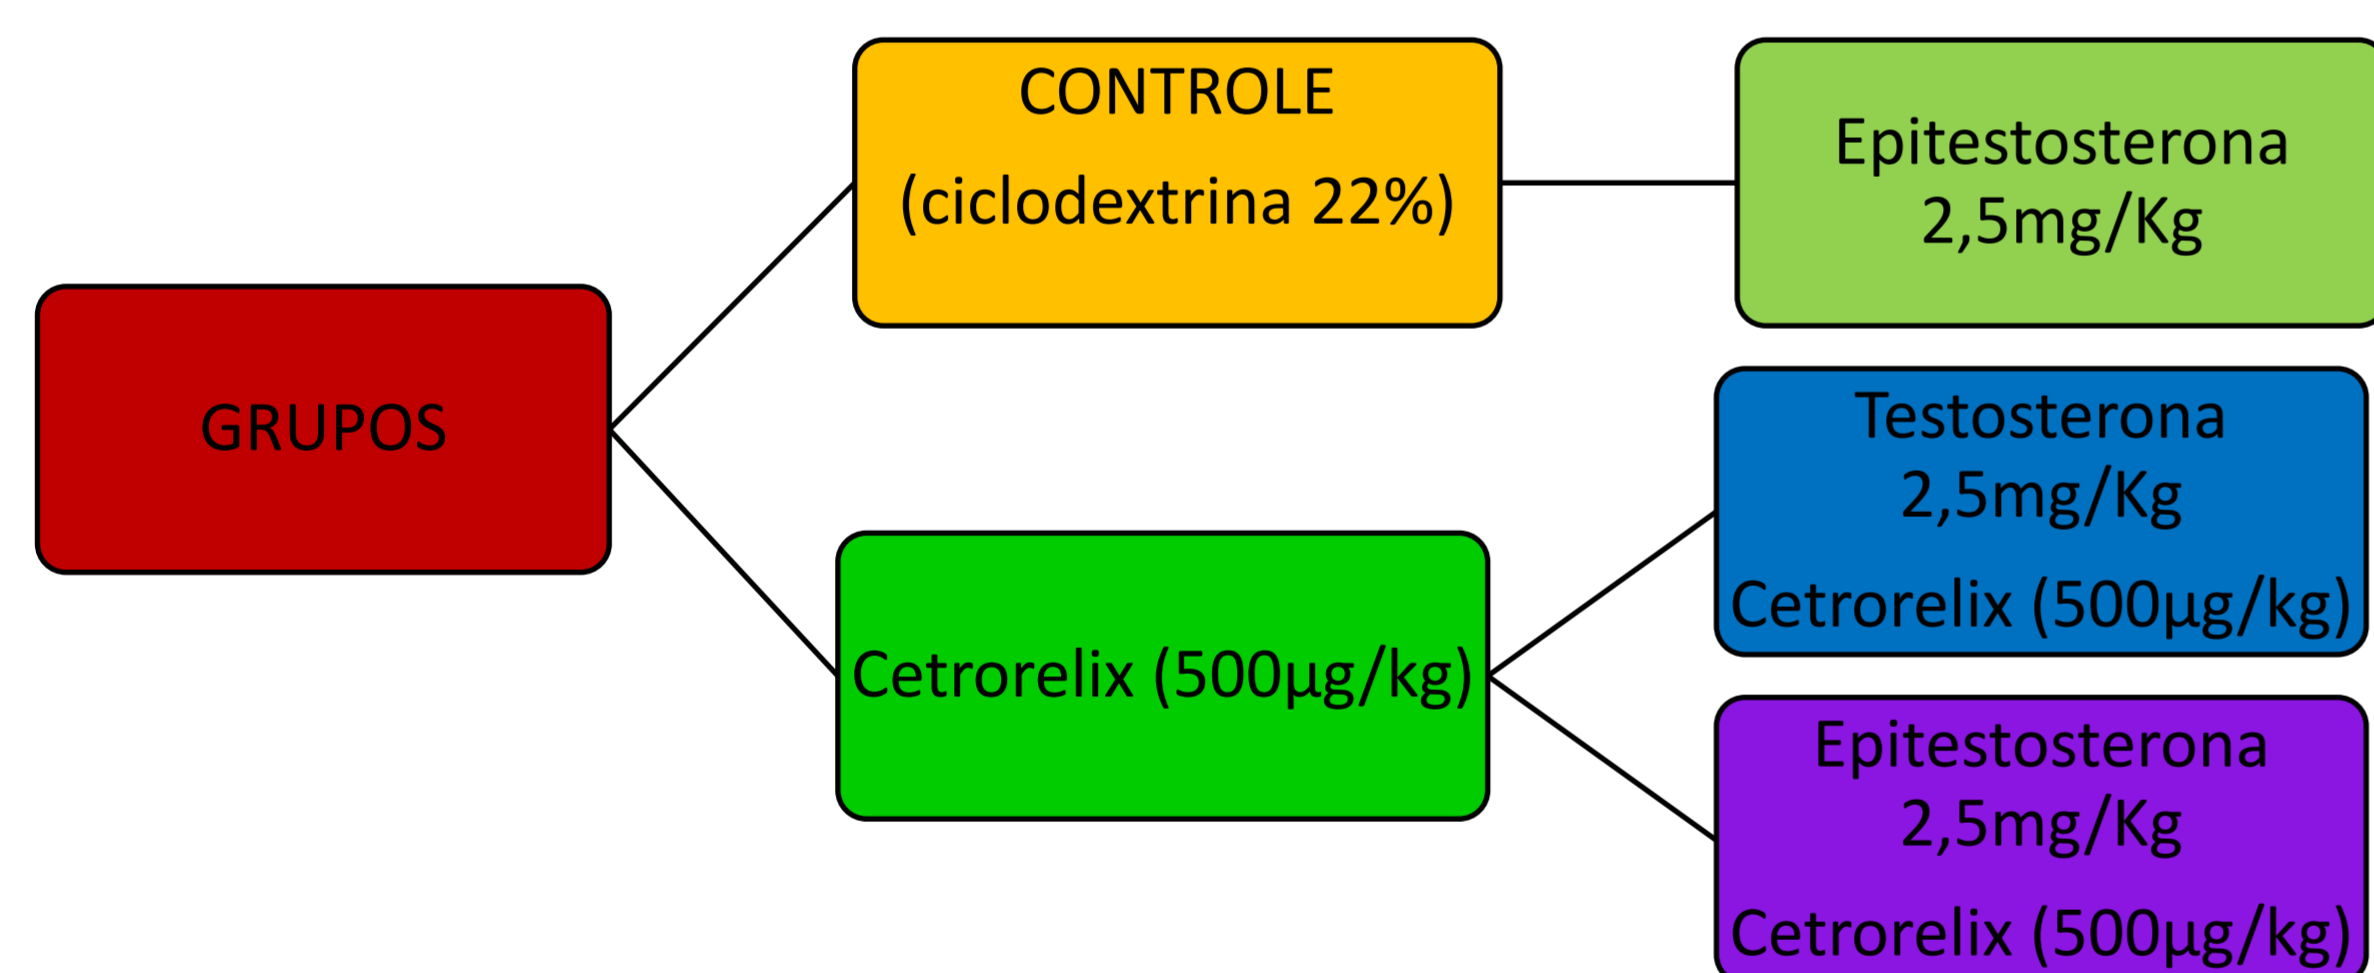 GRUPOS
CONTROLE
(ciclodextrina 22%)
Epitestosterona
2,5mg/Kg
Cetrorelix (500µg/kg)
Testosterona
2,5mg/Kg
Cetrorelix (500µg/kg)
Epitestosterona
2,5mg/Kg
Cetrorelix (500µg/kg)